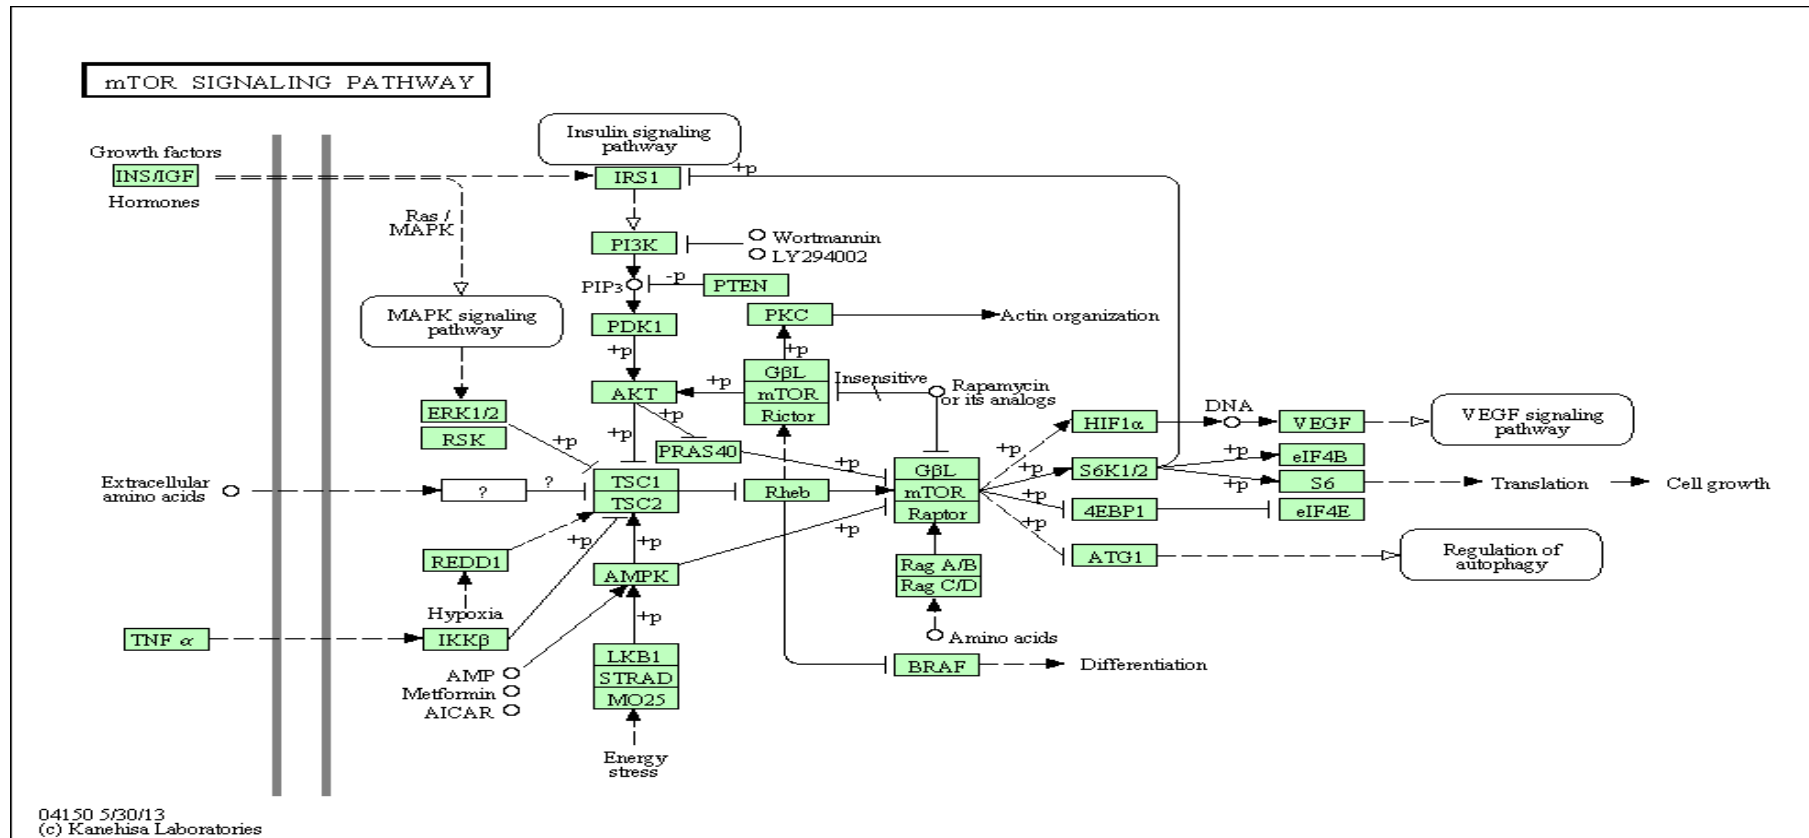 mTOR SIGNALING PATHWAY
Insulin signaling
pathway
Growth factors
INS/IGF
Hormones
IRS1
+p
Ras /
MAPK
PI3K
Wortmannin
LY294002
PIP3
-p
PTEN
MAPK signaling
pathway
PDK1
PKC
Actin organization
+p
+p
GβL
mTOR
Rictor
Insensitive
Rapamycin
or its analogs
AKT
+p
+p
ERK1/2
RSK
+p
+p
PRAS40
+p
HIF1α
DNA
VEGF
VEGF signaling
pathway
+p
Extracellular
amino acids
?
?
TSC1
TSC2
Rheb
GβL
mTOR
Raptor
+p
S6K1/2
+p
eIF4B
+p
S6
Translation
Cell growth
+p
4EBP1
eIF4E
+p
ATG1
Regulation of
autophagy
REDD1
+p
+p
+p
AMPK
Rag A/B
Rag C/D
Hypoxia
+p
TNF α
IKKβ
Amino acids
LKB1
STRAD
MO25
BRAF
Differentiation
AMP
Metformin
AICAR
Energy
stress
04150 5/30/13
(c) Kanehisa Laboratories